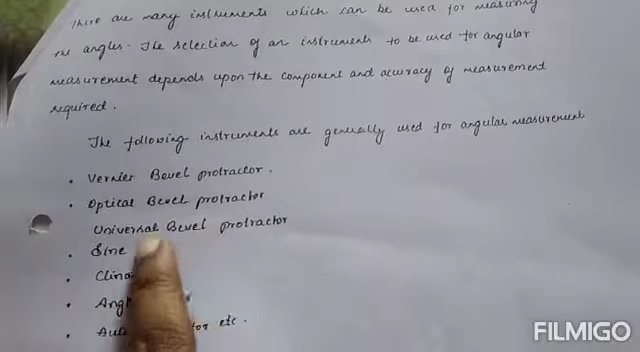 There are many instruments which can be used for measuring
the angles. The selection of an instruments to be used for angular
measurement depends upon the component and accuracy of measurement
required.
The following instruments are generally used for angular measurement
• Vernier Bevel protractor.
• Optical Bevel protractor
Universal Bevel protractor
• Sine
•
•
• etc.
FILMIGO